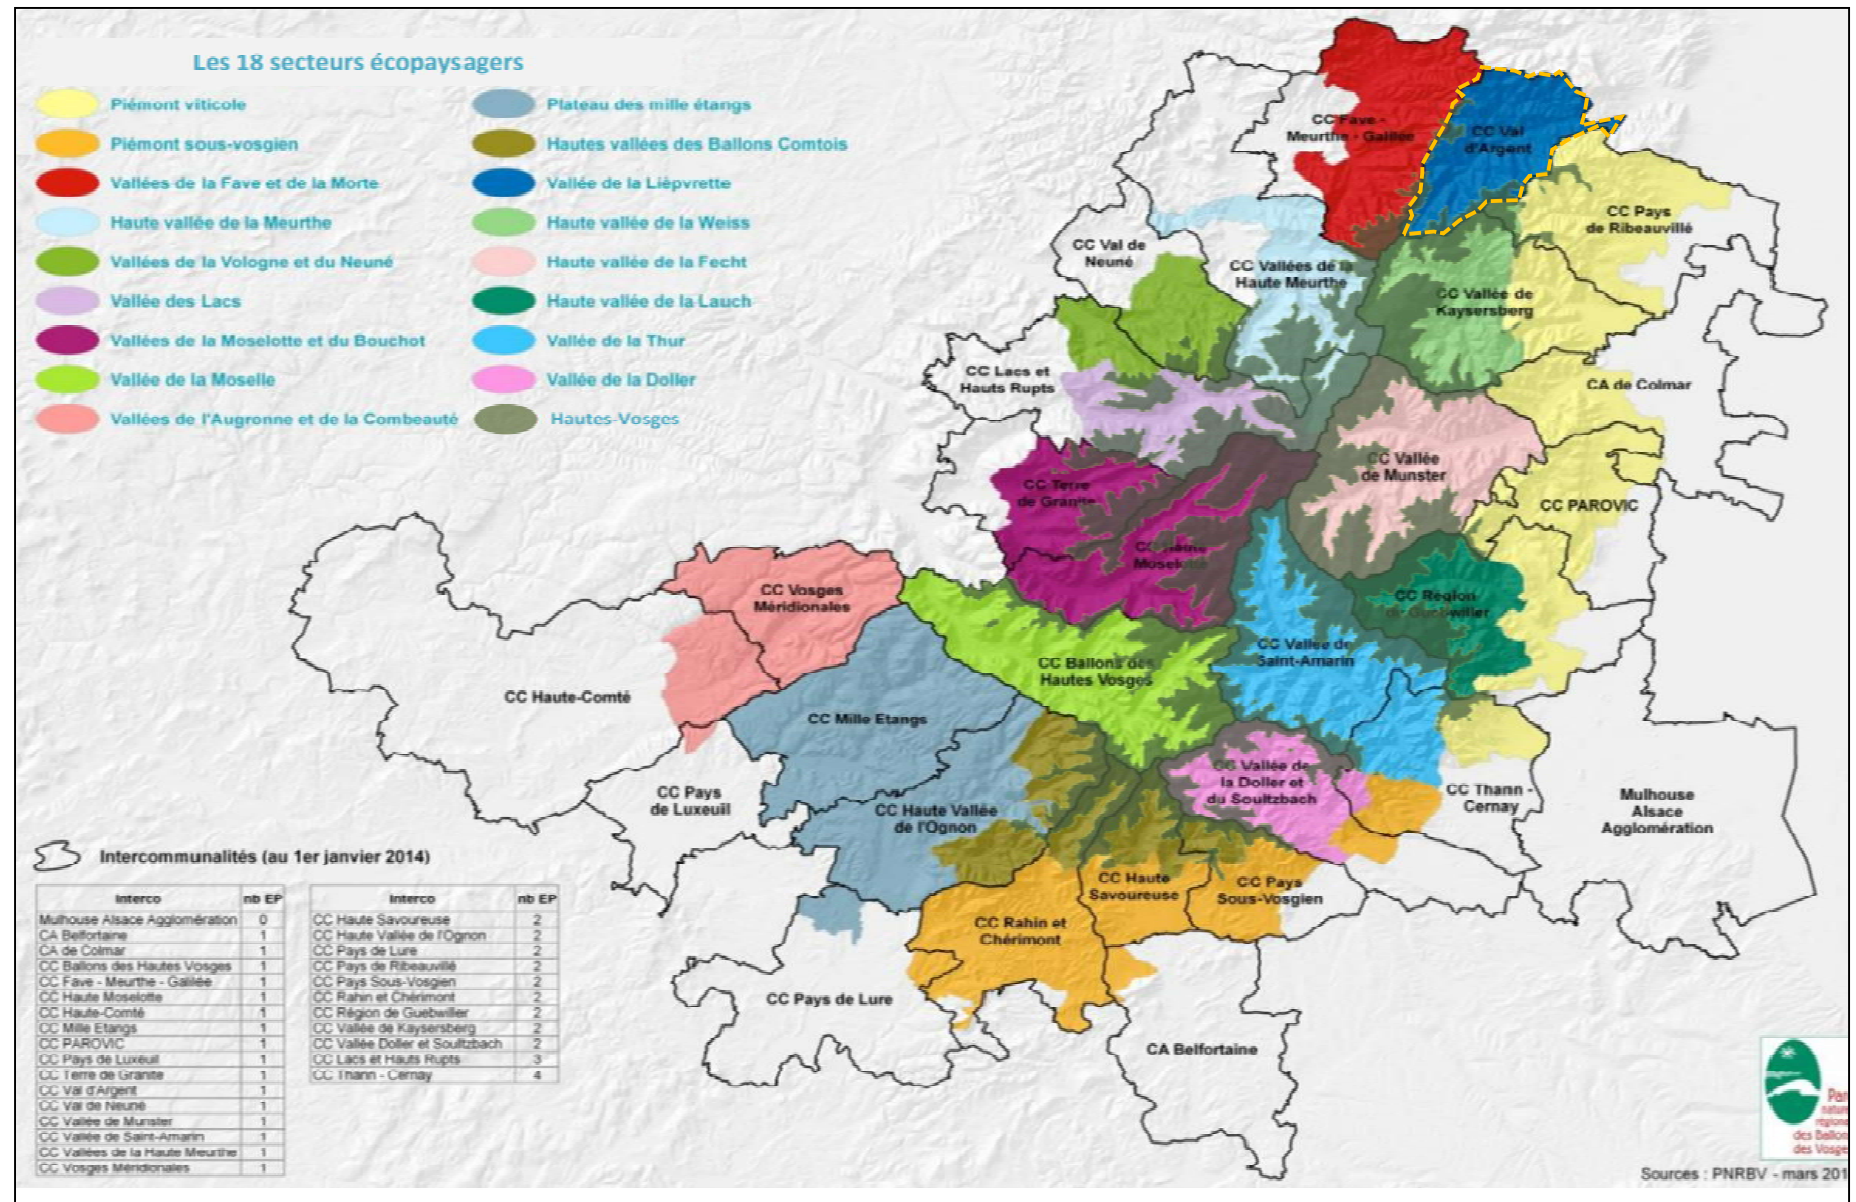 Les 18 secteurs écopaysagers
Piémont viticole
Piémont sous-vosgien
Vallées de la Fave et de la Morte
Haute vallée de la Meurthe
Vallées de la Vologne et du Neuné
Vallée des Lacs
Vallées de la Moselotte et du Bouchot
Vallée de la Moselle
Vallées de l'Augronne et de la Combeauté
Plateau des mille étangs
Hautes vallées des Ballons Comtois
Vallée de la Lièpvrette
Haute vallée de la Weiss
Haute vallée de la Fecht
Haute vallée de la Lauch
Vallée de la Thur
Vallée de la Doller
Hautes-Vosges
CC Fave -
Meurthe - Galilée
CC Val
d'Argent
CC Pays
de Ribeauvillé
CC Val de
Neuné
CC Vallées de la
Haute Meurthe
CC Vallée de
Kaysersberg
CC Lacs et
Hauts Rupts
CA de Colmar
CC Terre
de Granite
CC Vallée
de Munster
CC PAROVIC
CC Haute
Moselotte
CC Vosges
Méridionales
CC Région
de Guebwiller
CC Ballons des
Hautes Vosges
CC Vallée de
Saint-Amarin
CC Haute-Comté
CC Mille Etangs
CC Pays
de Luxeuil
CC Haute Vallée
de l'Ognon
CC Vallée de
la Doller et
du Soultzbach
CC Thann -
Cernay
Mulhouse
Alsace
Agglomération
CC Haute
Savoureuse
CC Pays
Sous-Vosgien
CC Rahin et
Chérimont
CC Pays de Lure
CA Belfortaine
Intercommunalités (au 1er janvier 2014)
Interco nb EP
Mulhouse Alsace Agglomération 0
CA Belfortaine 1
CA de Colmar 1
CC Ballons des Hautes Vosges 1
CC Fave - Meurthe - Galilée 1
CC Haute Moselotte 1
CC Haute-Comté 1
CC Mille Etangs 1
CC PAROVIC 1
CC Pays de Luxeuil 1
CC Terre de Granite 1
CC Val d'Argent 1
CC Val de Neuné 1
CC Vallée de Munster 1
CC Vallée de Saint-Amarin 1
CC Vallées de la Haute Meurthe 1
CC Vosges Méridionales 1
Interco nb EP
CC Haute Savoureuse 2
CC Haute Vallée de l'Ognon 2
CC Pays de Lure 2
CC Pays de Ribeauvillé 2
CC Pays Sous-Vosgien 2
CC Rahin et Chérimont 2
CC Région de Guebwiller 2
CC Vallée de Kaysersberg 2
CC Vallée Doller et Soultzbach 2
CC Lacs et Hauts Rupts 3
CC Thann - Cernay 4
Par
nature
régiona
des Ballon
des Vosge
Sources : PNRBV - mars 201